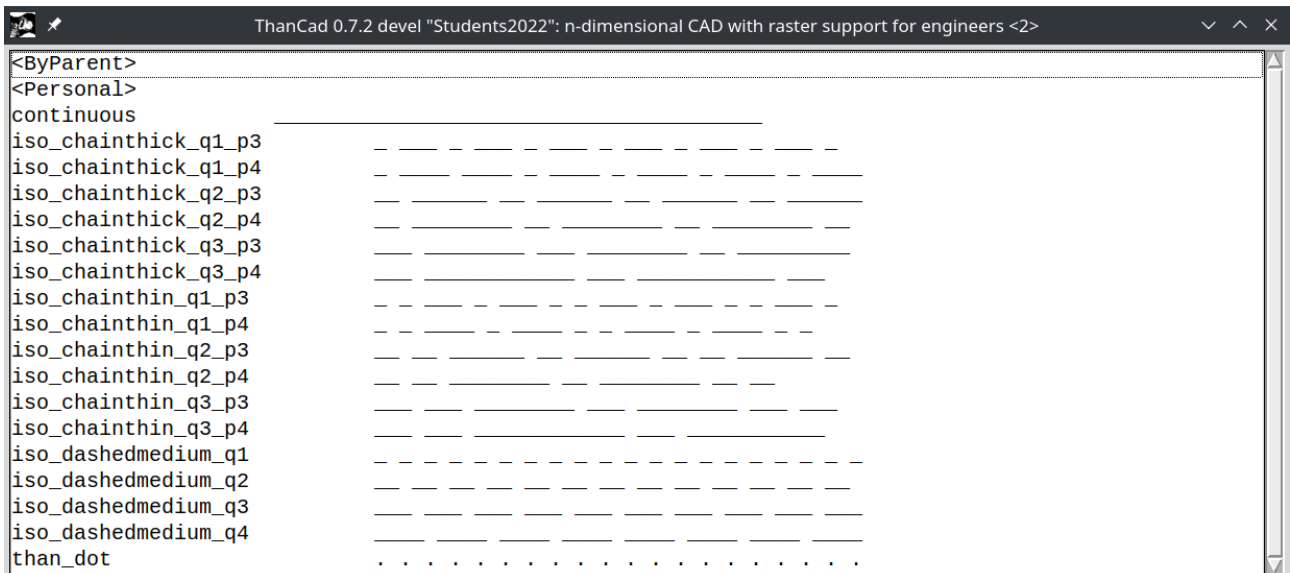 ThanCad 0.7.2 devel "Students2022": n-dimensional CAD with raster support for engineers <2>
<ByParent>
<Personal>
continuous
iso_chainthick_q1_p3
iso_chainthick_q1_p4
iso_chainthick_q2_p3
iso_chainthick_q2_p4
iso_chainthick_q3_p3
iso_chainthick_q3_p4
iso_chainthin_q1_p3
iso_chainthin_q1_p4
iso_chainthin_q2_p3
iso_chainthin_q2_p4
iso_chainthin_q3_p3
iso_chainthin_q3_p4
iso_dashedmedium_q1
iso_dashedmedium_q2
iso_dashedmedium_q3
iso_dashedmedium_q4
than_dot